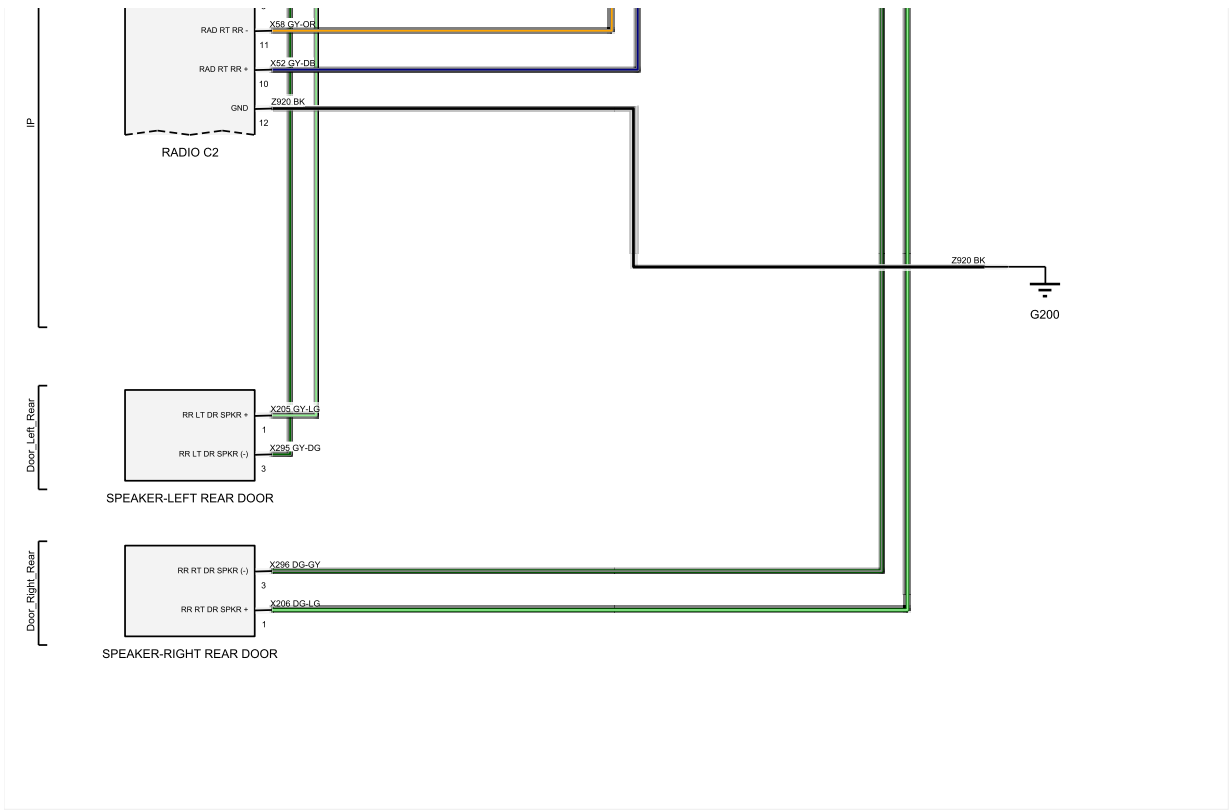 X58 GY-OR
RAD RT RR -
11
X52 GY-DB
RAD RT RR +
10
Z920 BK
GND
12
IP
RADIO C2
Z920 BK
G200
Door_Left_Rear
X205 GY-LG
RR LT DR SPKR +
1
X295 GY-DG
RR LT DR SPKR (-)
3
SPEAKER-LEFT REAR DOOR
Door_Right_Rear
X296 DG-GY
RR RT DR SPKR (-)
3
X206 DG-LG
RR RT DR SPKR +
1
SPEAKER-RIGHT REAR DOOR